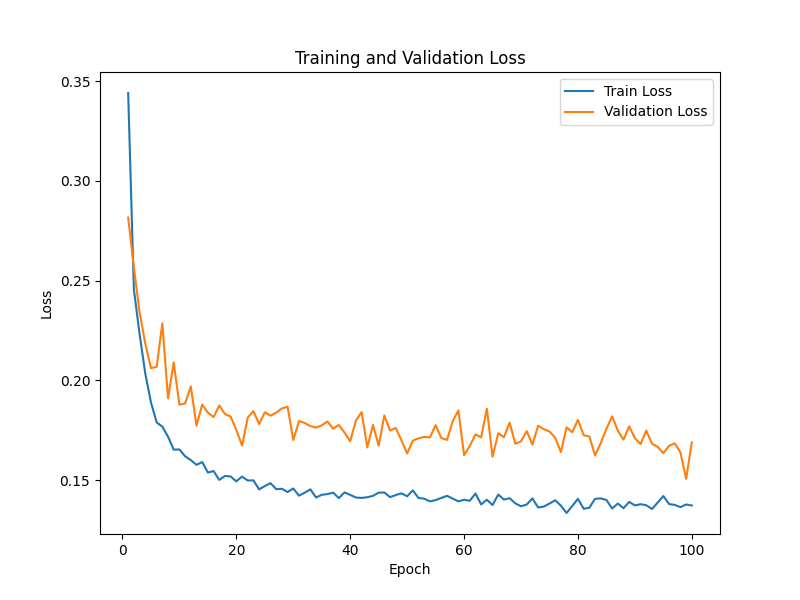 Training and Validation Loss
Train Loss
Validation Loss
0.35
0.30
0.25
0.20
0.15
Loss
0 20 40 60 80 100
Epoch